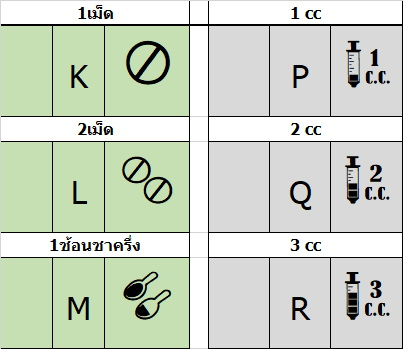 1เม็ด 1 cc
K P 1 C.C.
2เม็ด 2 cc
L Q 2 C.C.
1ช้อนชาครึ่ง 3 cc
M R 3 C.C.